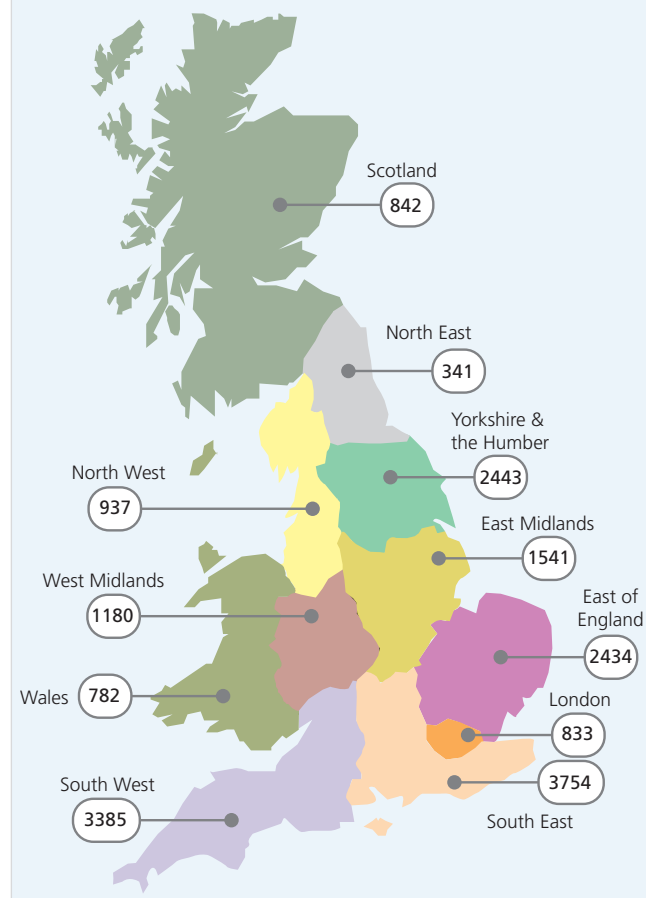 Scotland
842
North East
341
Yorkshire &
the Humber
2443
North West
937
East Midlands
1541
West Midlands
1180
East of
England
2434
Wales
782
London
833
South West
3385
3754
South East